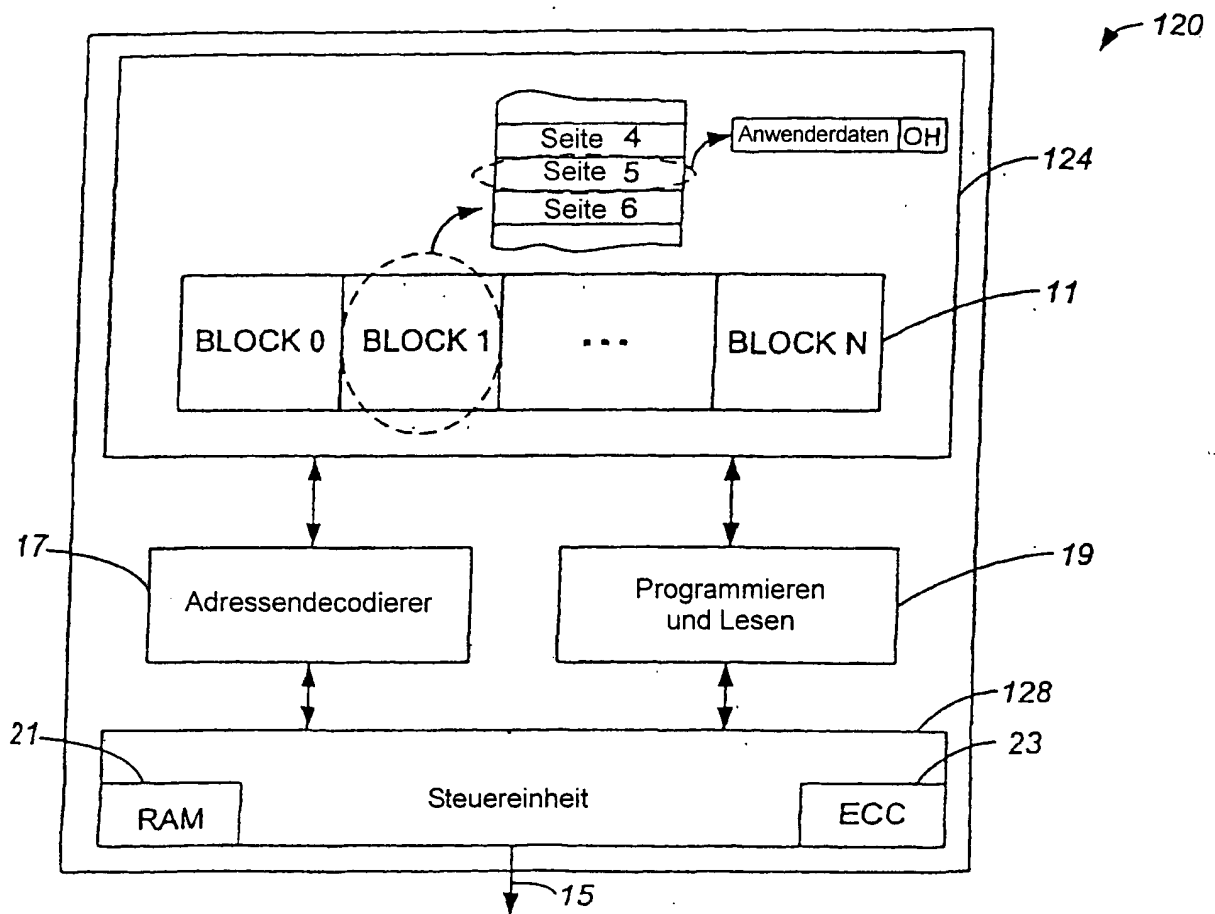 120
Seite 4
Anwenderdaten OH
Seite 5
124
Seite 6
11
BLOCK 0 BLOCK 1 ... BLOCK N
17
19
Adressendecodierer
Programmieren
und Lesen
128
21
23
Steuereinheit
RAM
ECC
15